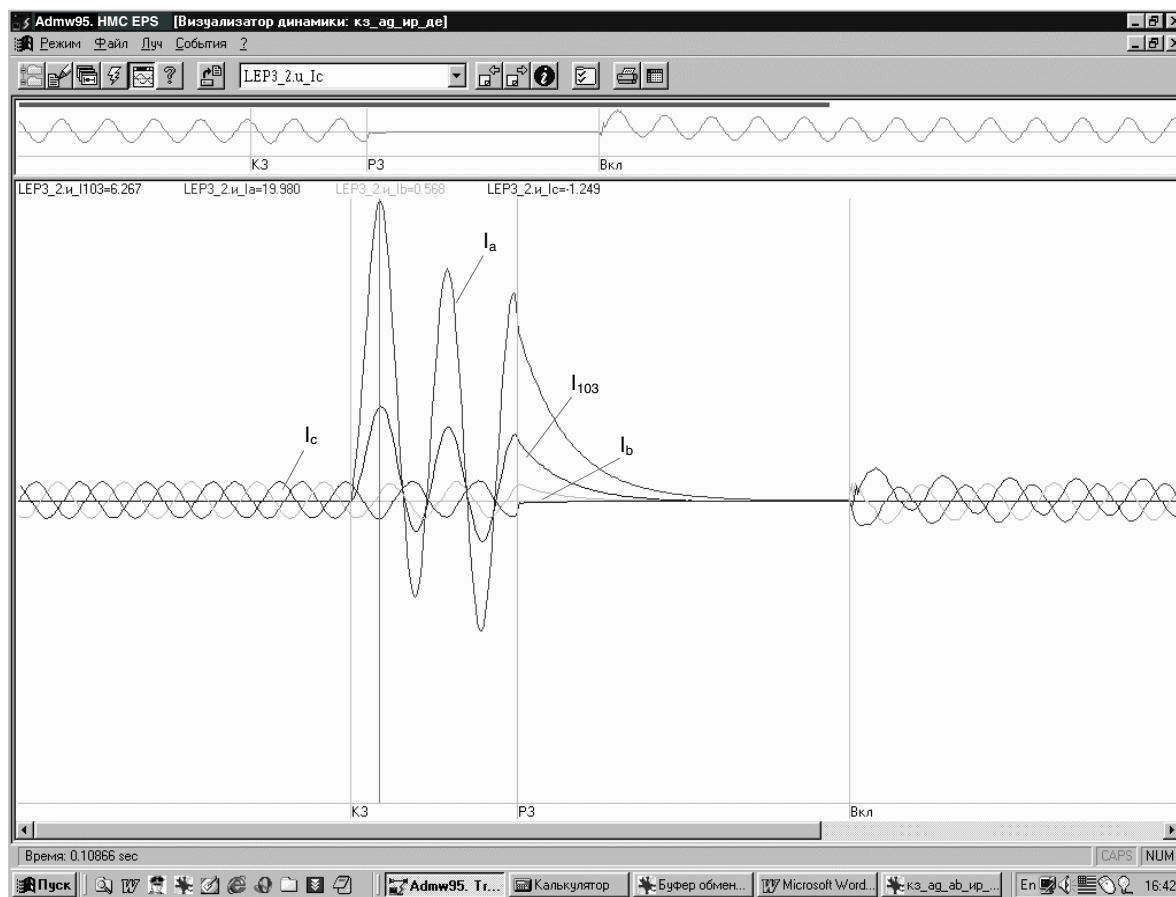 Admw95. HMC EPS [Визуализатор динамики: кз_ag_ир_де]
Режим Файл Луч События ?
LEP3_2.и_Ic
КЗ РЗ Вкл
LEP3_2.и_I103=6.267 LEP3_2.и_Ia=19.980 LEP3_2.и_Ib=0.568 LEP3_2.и_Ic=-1.249
Ia
I103
Ic
Ib
КЗ РЗ Вкл
Время: 0.10866 sec CAPS NUM
Пуск Admw95. Tr... Калькулятор Буфер обмен... Microsoft Word... кз_ag_ab_ир_... En 16:42